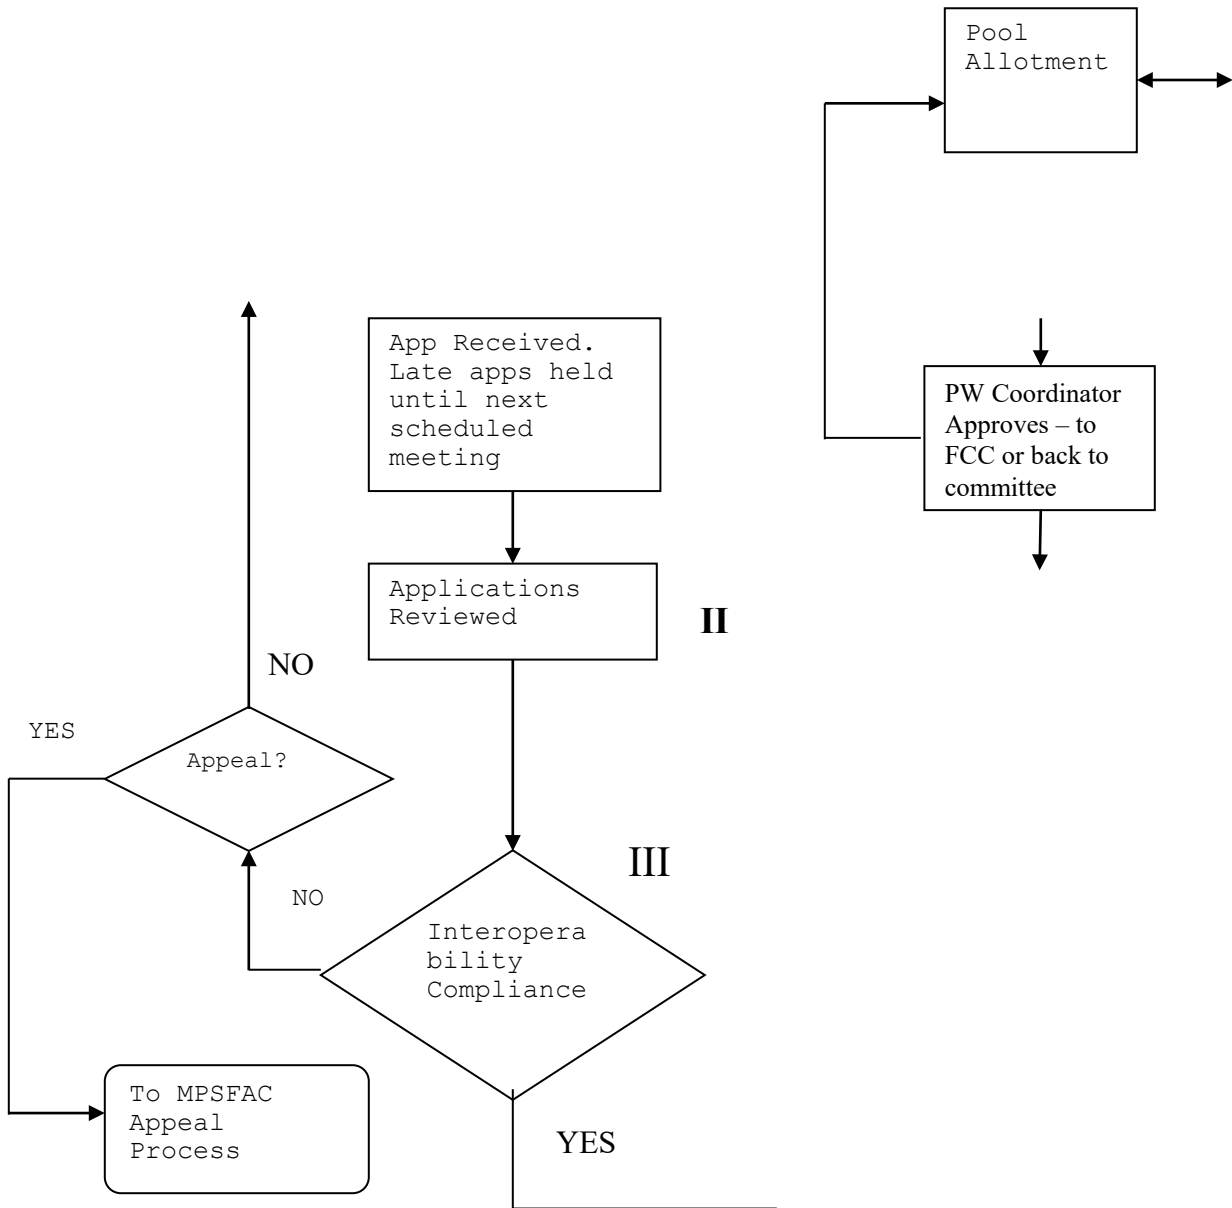 Pool
Allotment
App Received.
Late apps held
until next
scheduled
meeting
PW Coordinator
Approves – to
FCC or back to
committee
Applications
Reviewed
II
NO
YES
Appeal?
III
NO
Interopera
bility
Compliance
To MPSFAC
Appeal
Process
YES